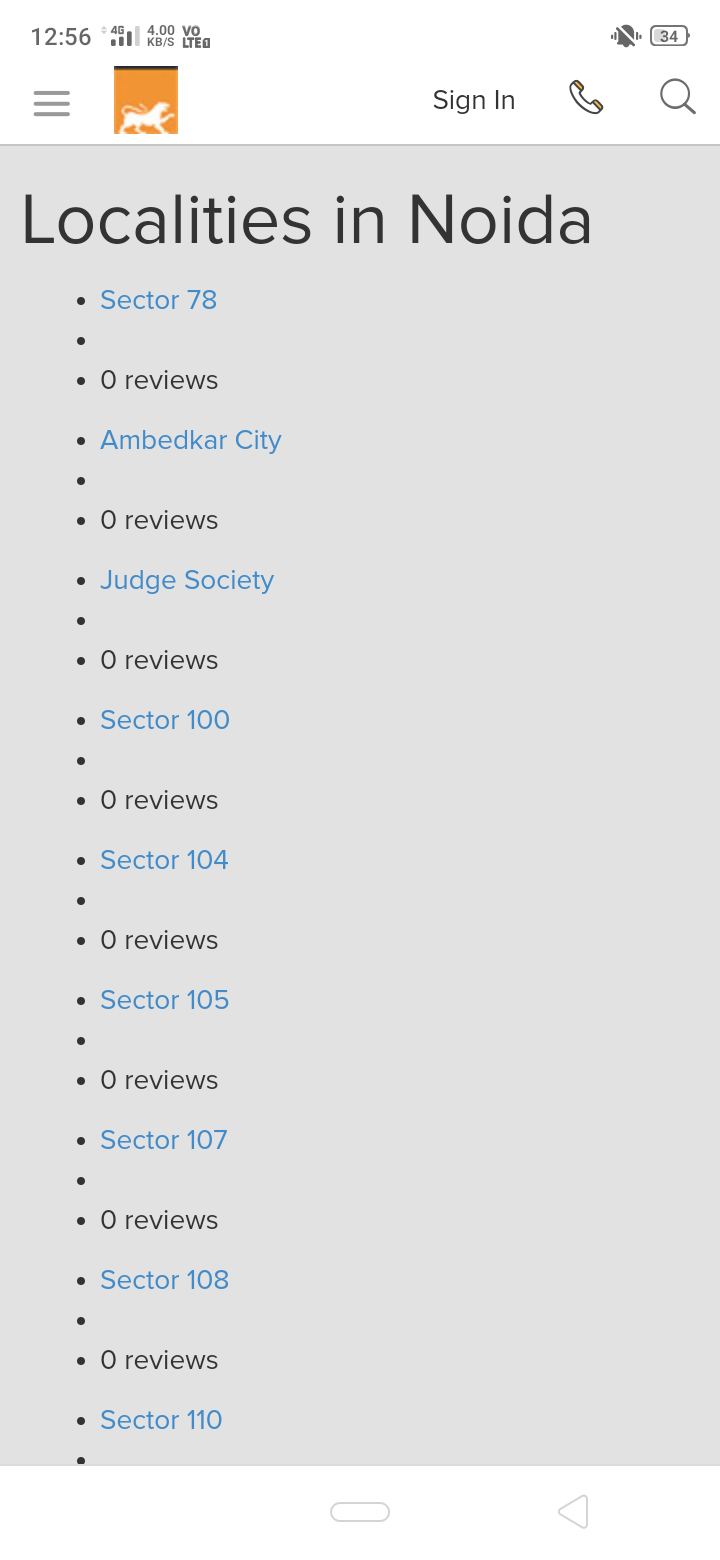 12:56 4G 4.00 KB/S VO LTE 34
Sign In
Localities in Noida
Sector 78
0 reviews
Ambedkar City
0 reviews
Judge Society
0 reviews
Sector 100
0 reviews
Sector 104
0 reviews
Sector 105
0 reviews
Sector 107
0 reviews
Sector 108
0 reviews
Sector 110